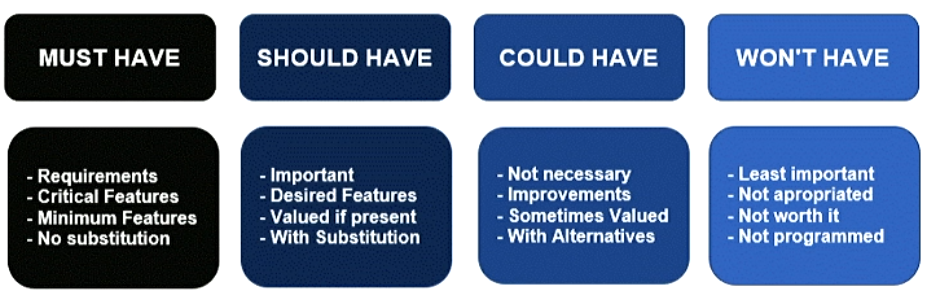 MUST HAVE
SHOULD HAVE
COULD HAVE
WON'T HAVE
- Requirements
- Critical Features
- Minimum Features
- No substitution
- Important
- Desired Features
- Valued if present
- With Substitution
- Not necessary
- Improvements
- Sometimes Valued
- With Alternatives
- Least important
- Not apropriated
- Not worth it
- Not programmed